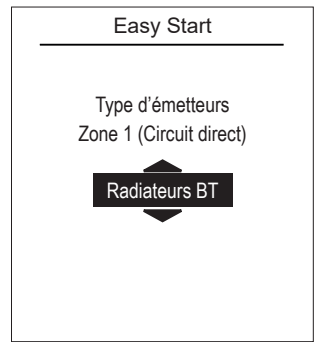 Easy Start
Type d'émetteurs
Zone 1 (Circuit direct)
Radiateurs BT